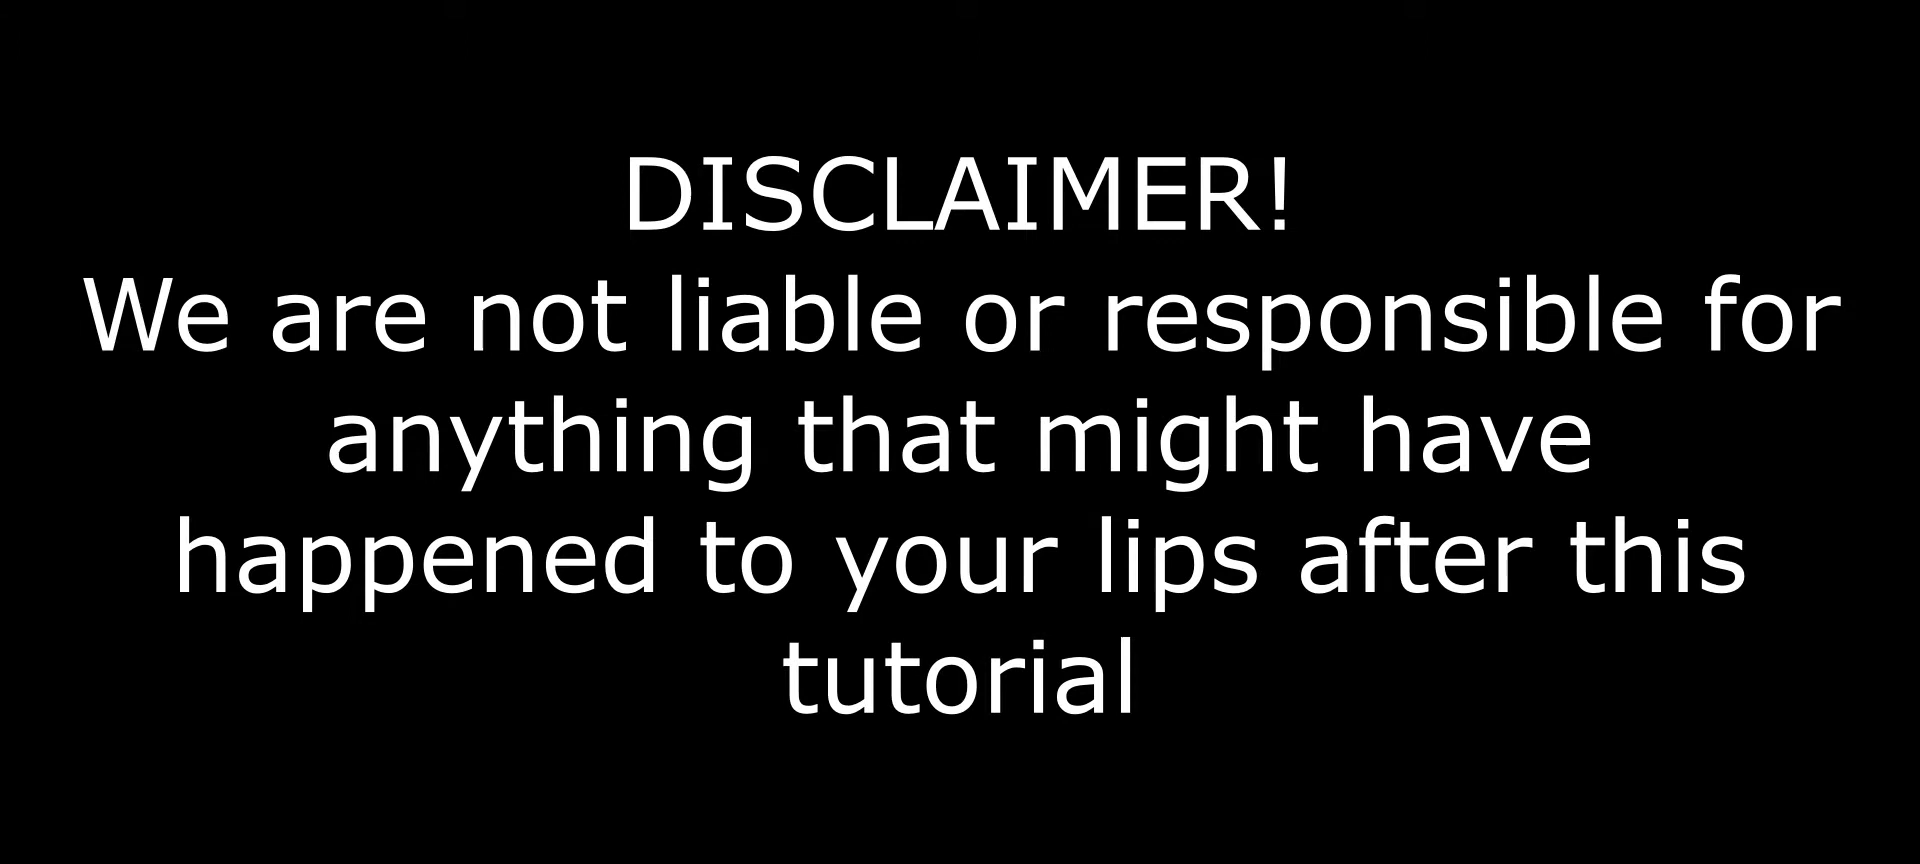 DISCLAIMER!
We are not liable or responsible for
anything that might have
happened to your lips after this
tutorial